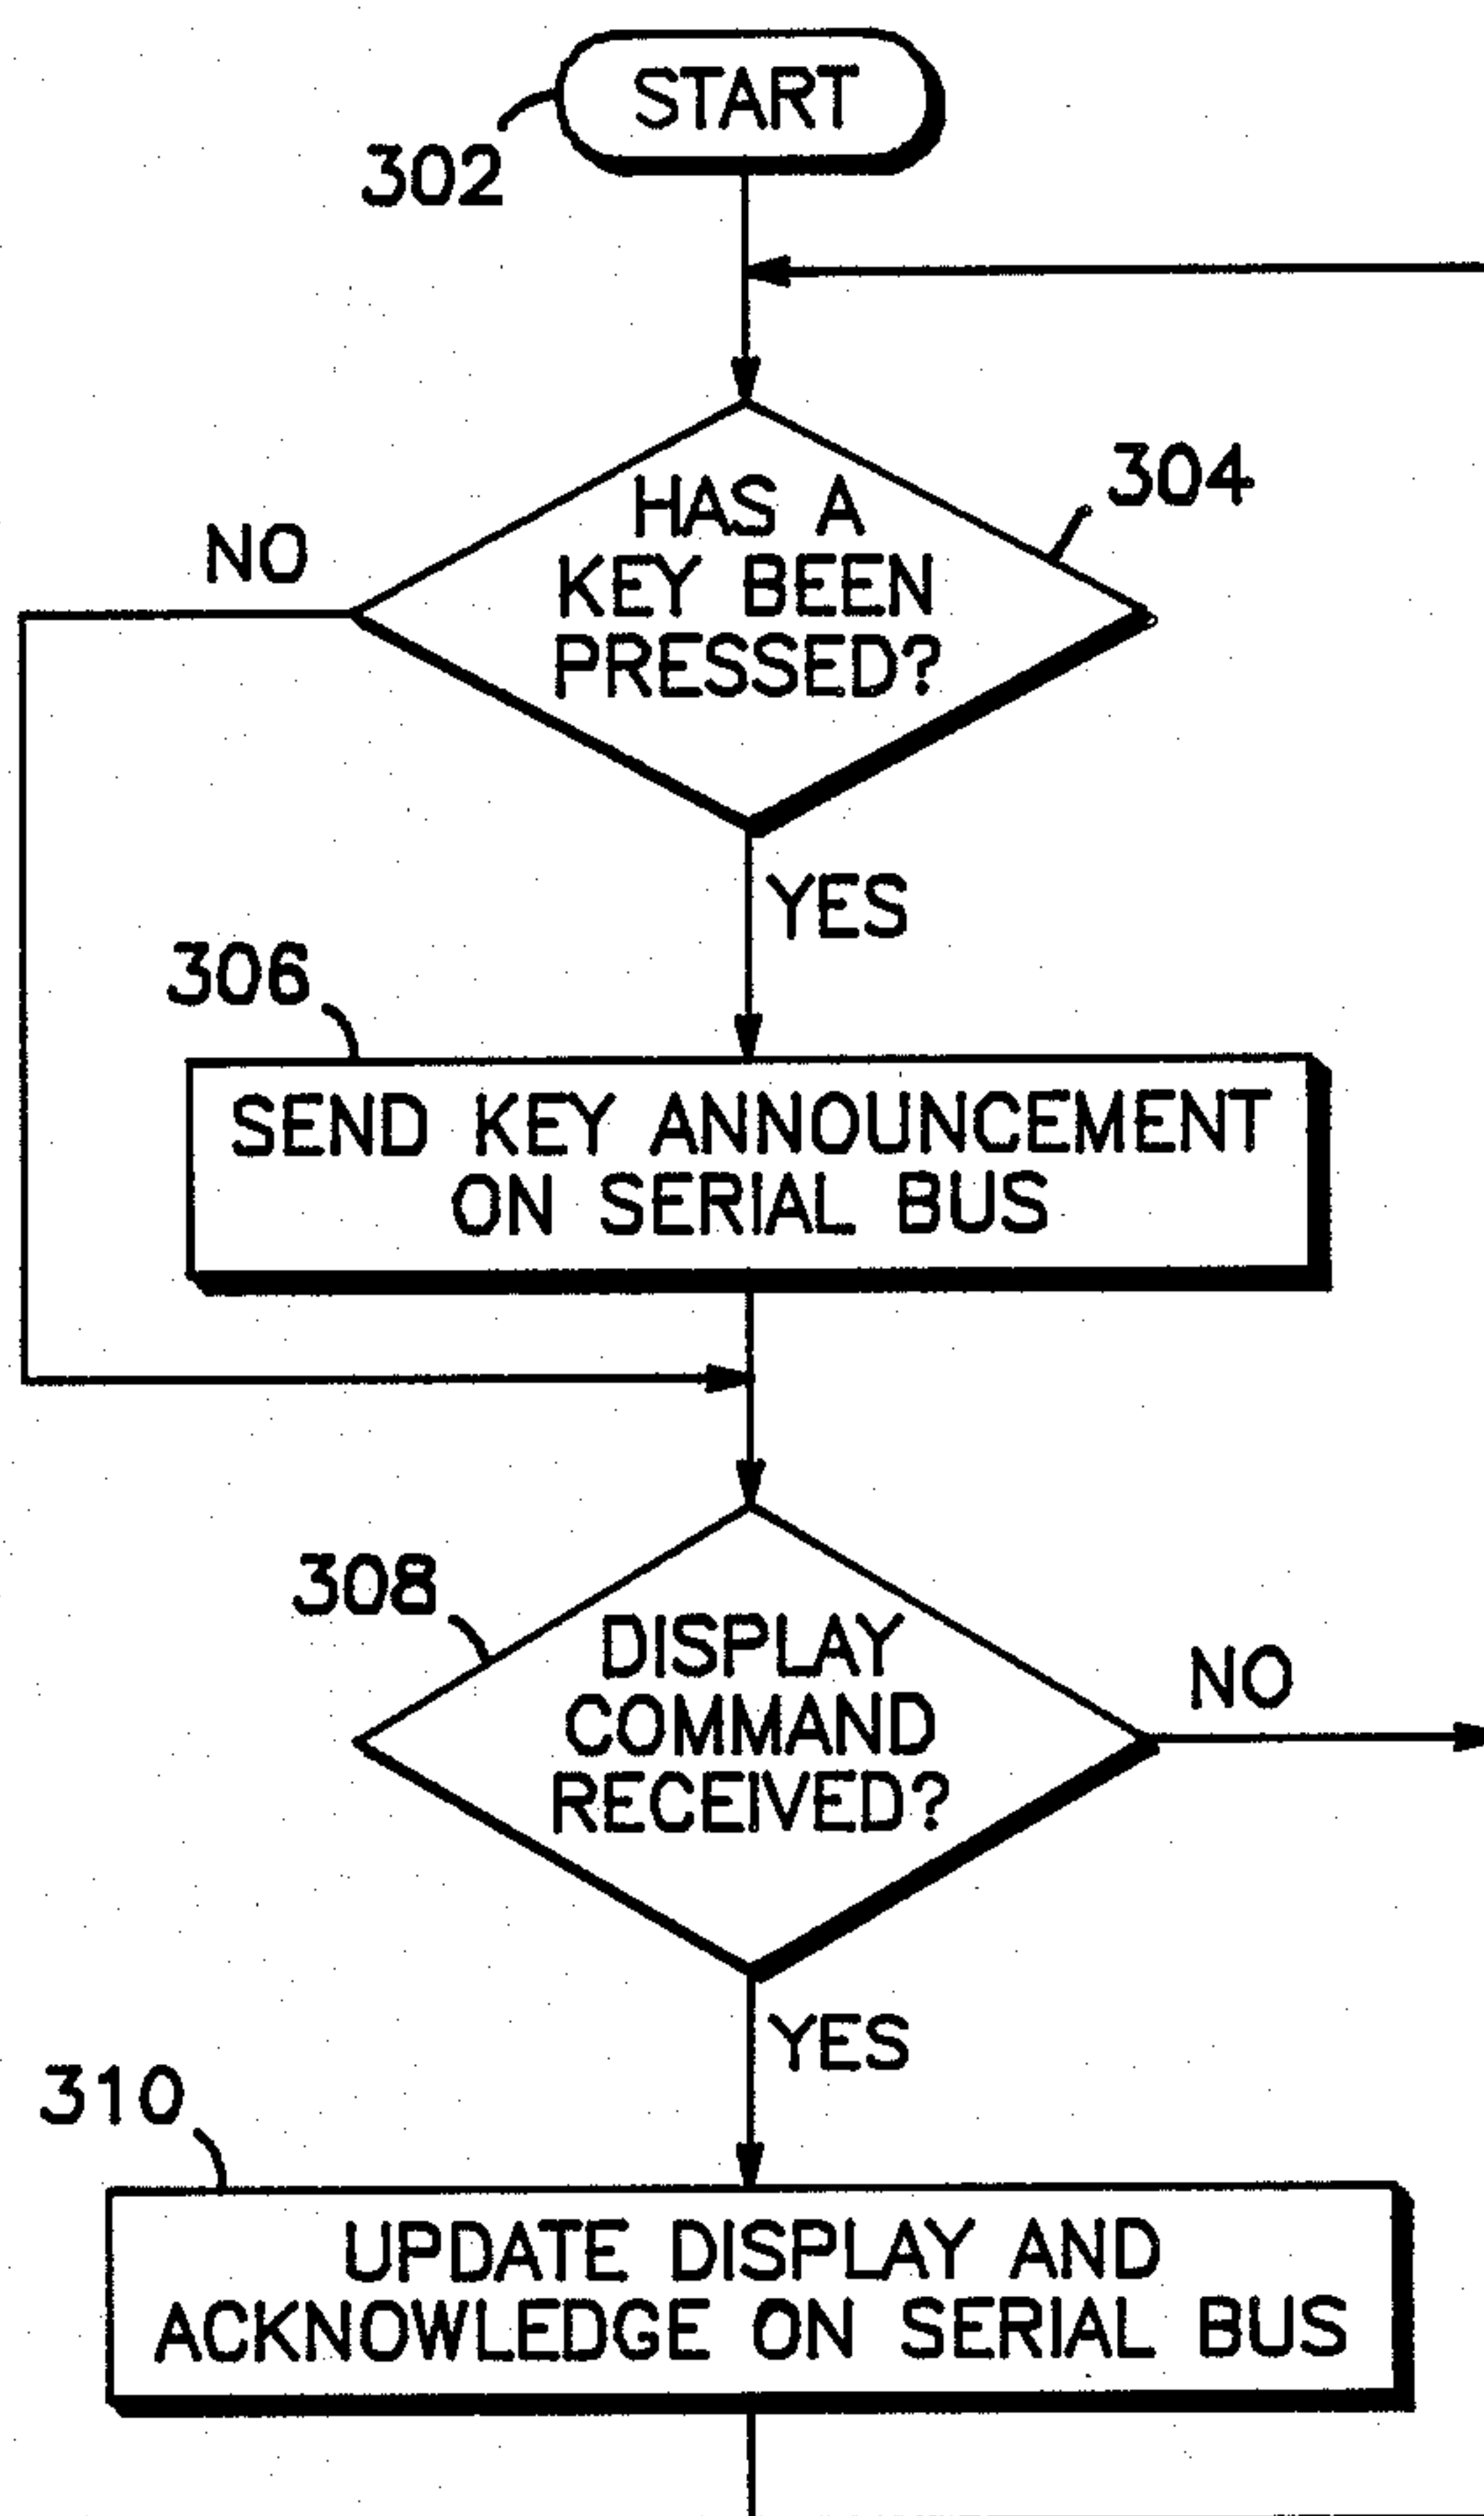 START
302
HAS A
KEY BEEN
PRESSED?
304
NO
YES
306
SEND KEY ANNOUNCEMENT
ON SERIAL BUS
308
DISPLAY
COMMAND
RECEIVED?
NO
YES
310
UPDATE DISPLAY AND
ACKNOWLEDGE ON SERIAL BUS